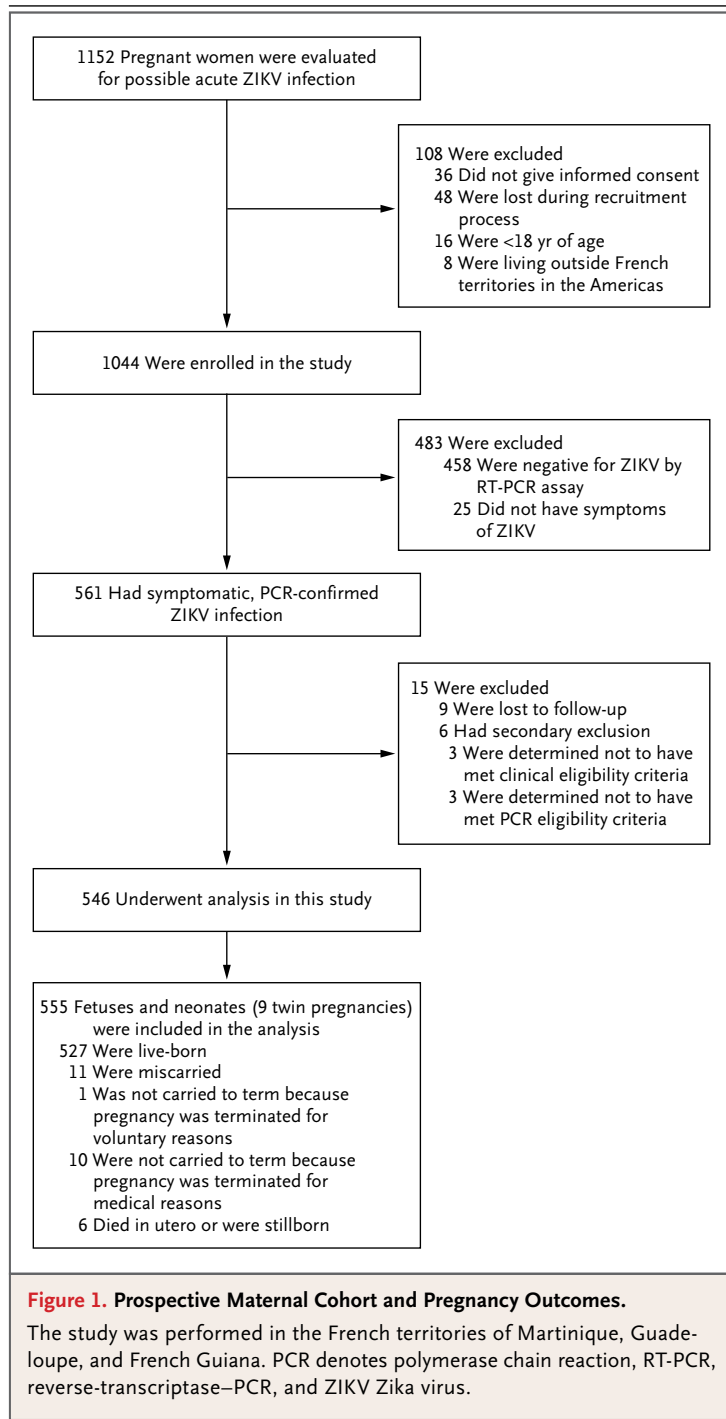 1152 Pregnant women were evaluated
for possible acute ZIKV infection
108 Were excluded
36 Did not give informed consent
48 Were lost during recruitment
process
16 Were <18 yr of age
8 Were living outside French
territories in the Americas
1044 Were enrolled in the study
483 Were excluded
458 Were negative for ZIKV by
RT-PCR assay
25 Did not have symptoms
of ZIKV
561 Had symptomatic, PCR-confirmed
ZIKV infection
15 Were excluded
9 Were lost to follow-up
6 Had secondary exclusion
3 Were determined not to have
met clinical eligibility criteria
3 Were determined not to have
met PCR eligibility criteria
546 Underwent analysis in this study
555 Fetuses and neonates (9 twin pregnancies)
were included in the analysis
527 Were live-born
11 Were miscarried
1 Was not carried to term because
pregnancy was terminated for
voluntary reasons
10 Were not carried to term because
pregnancy was terminated for
medical reasons
6 Died in utero or were stillborn
Figure 1. Prospective Maternal Cohort and Pregnancy Outcomes.
The study was performed in the French territories of Martinique, Guade-
loupe, and French Guiana. PCR denotes polymerase chain reaction, RT-PCR,
reverse-transcriptase–PCR, and ZIKV Zika virus.